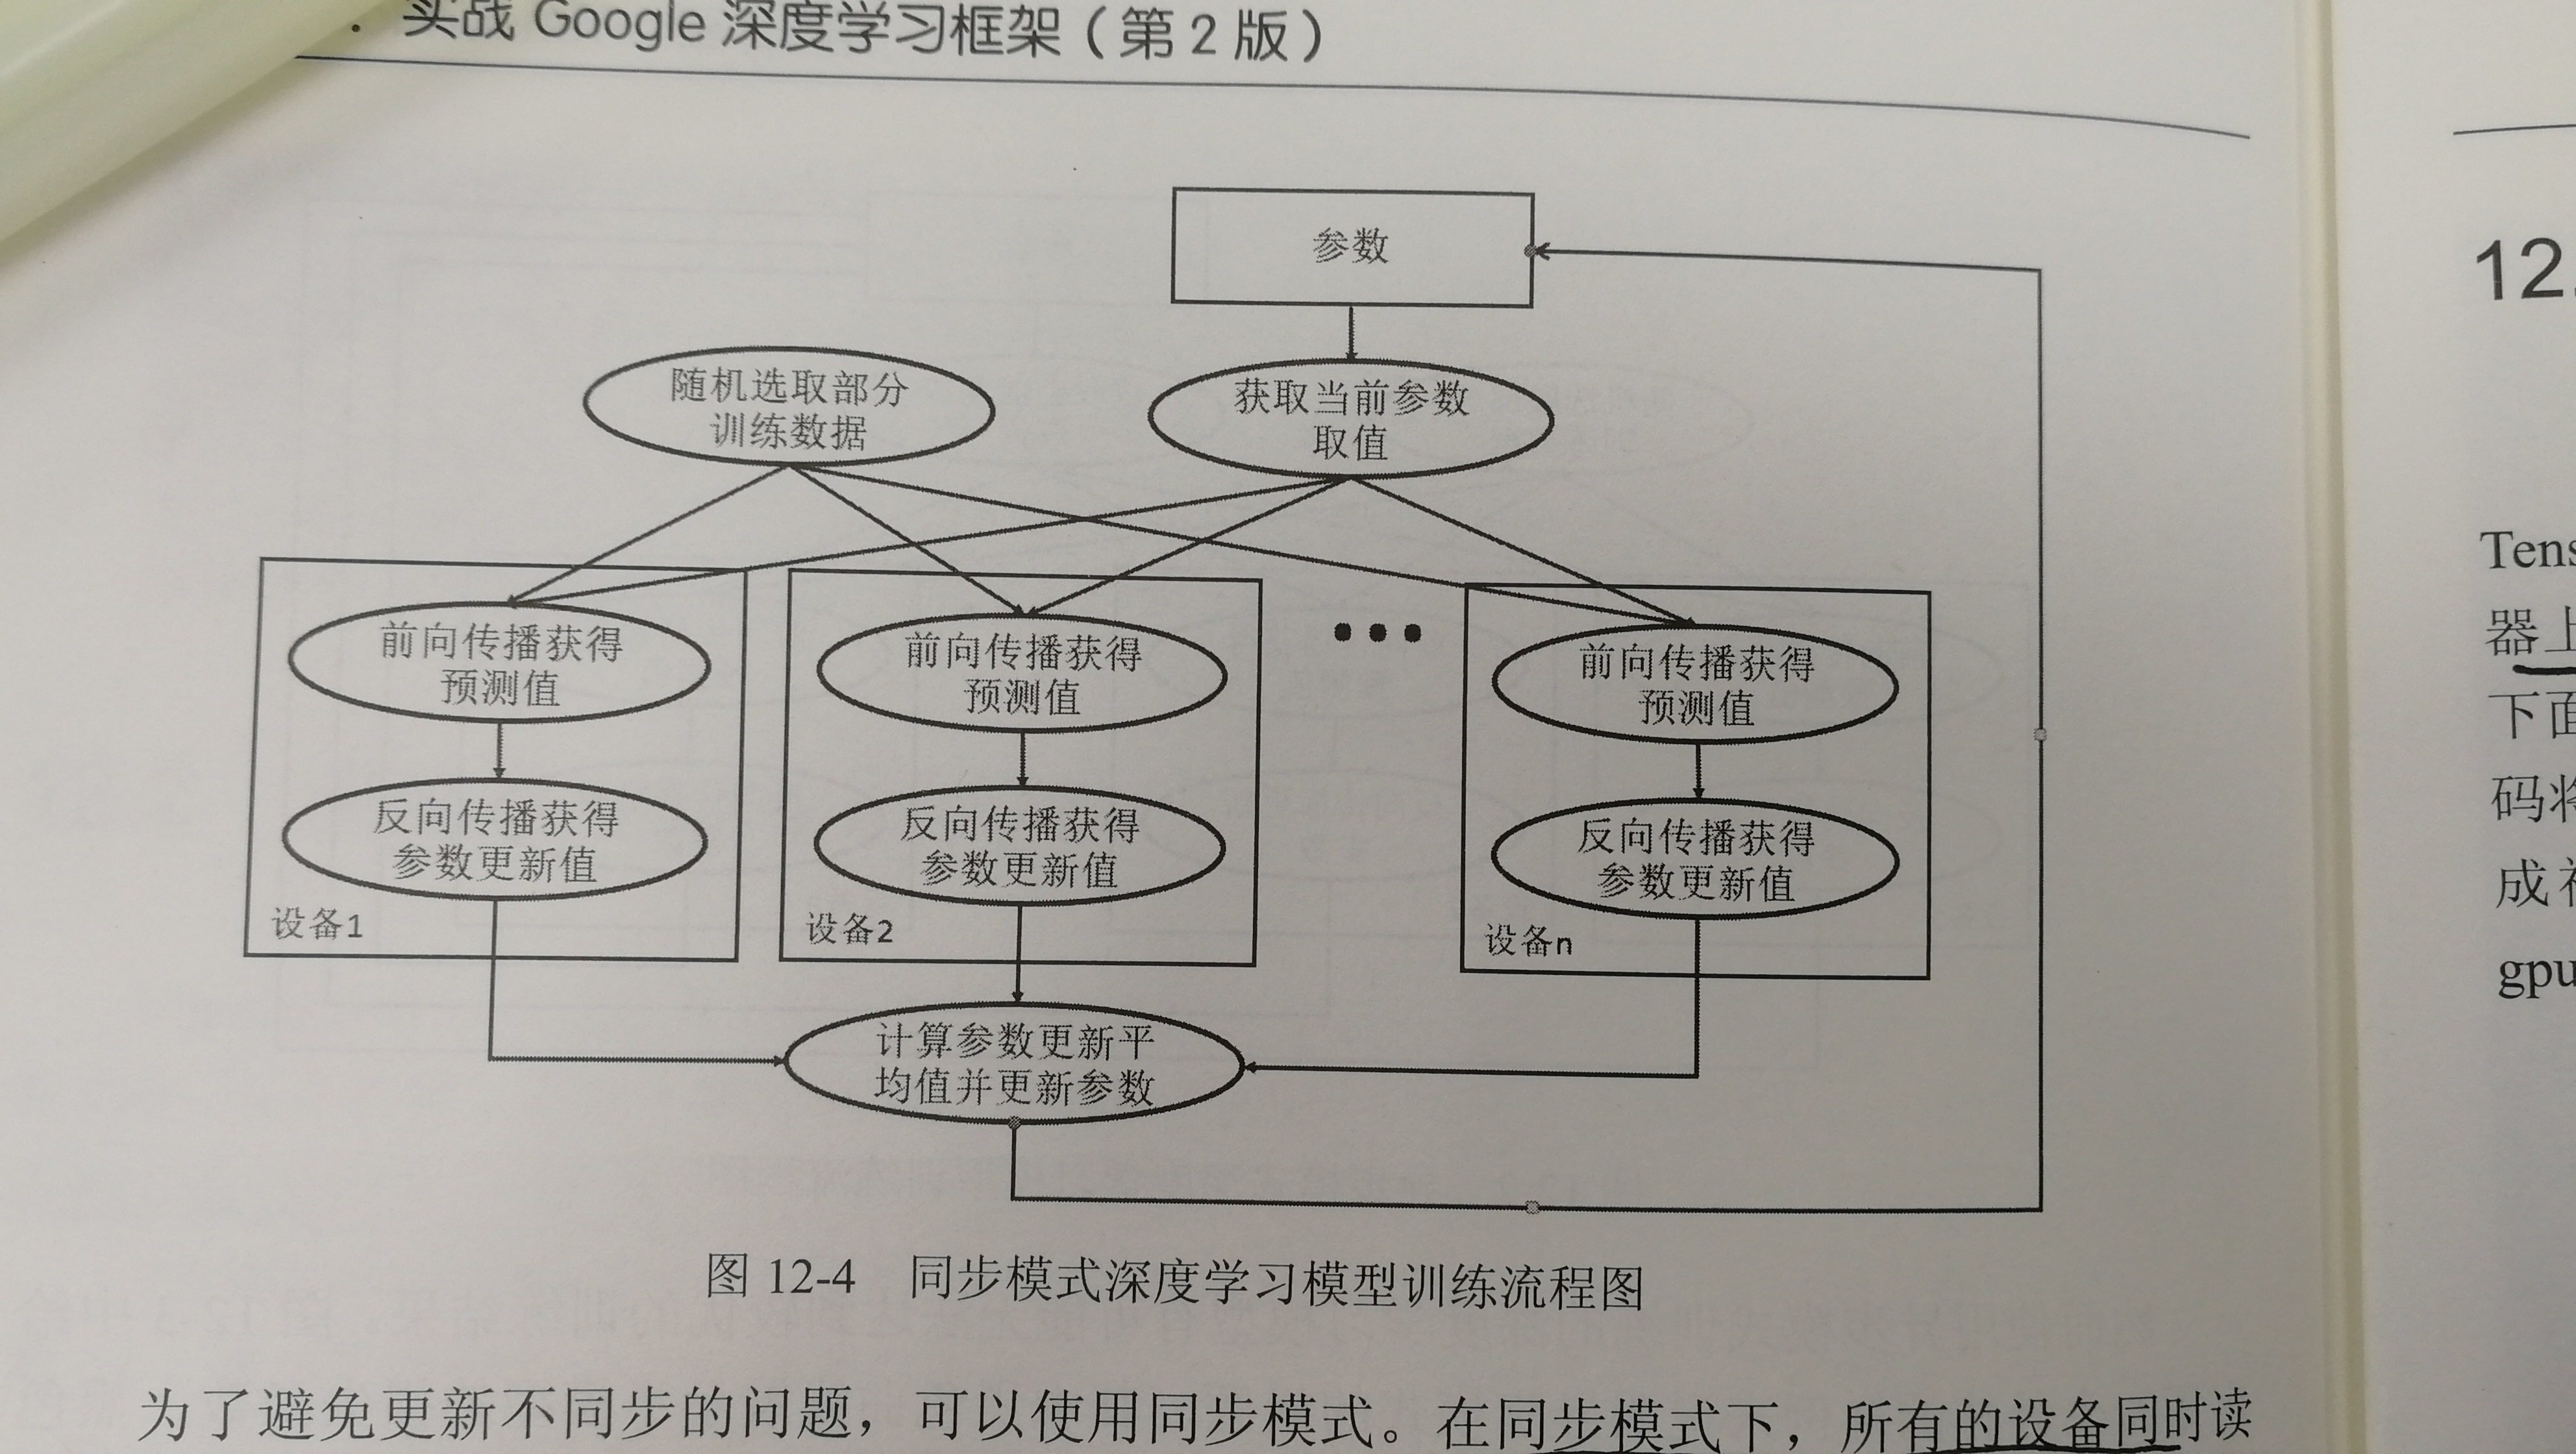 实战 Google 深度学习框架（第 2 版）
参数
随机选取部分
训练数据
获取当前参数
取值
前向传播获得
预测值
反向传播获得
参数更新值
设备1
前向传播获得
预测值
反向传播获得
参数更新值
设备2
•••
前向传播获得
预测值
反向传播获得
参数更新值
设备n
计算参数更新平
均值并更新参数
图 12-4 同步模式深度学习模型训练流程图
为了避免更新不同步的问题，可以使用同步模式。在同步模式下，所有的设备同时读
12.
Tens
器上
下面
码将
成神
gpu